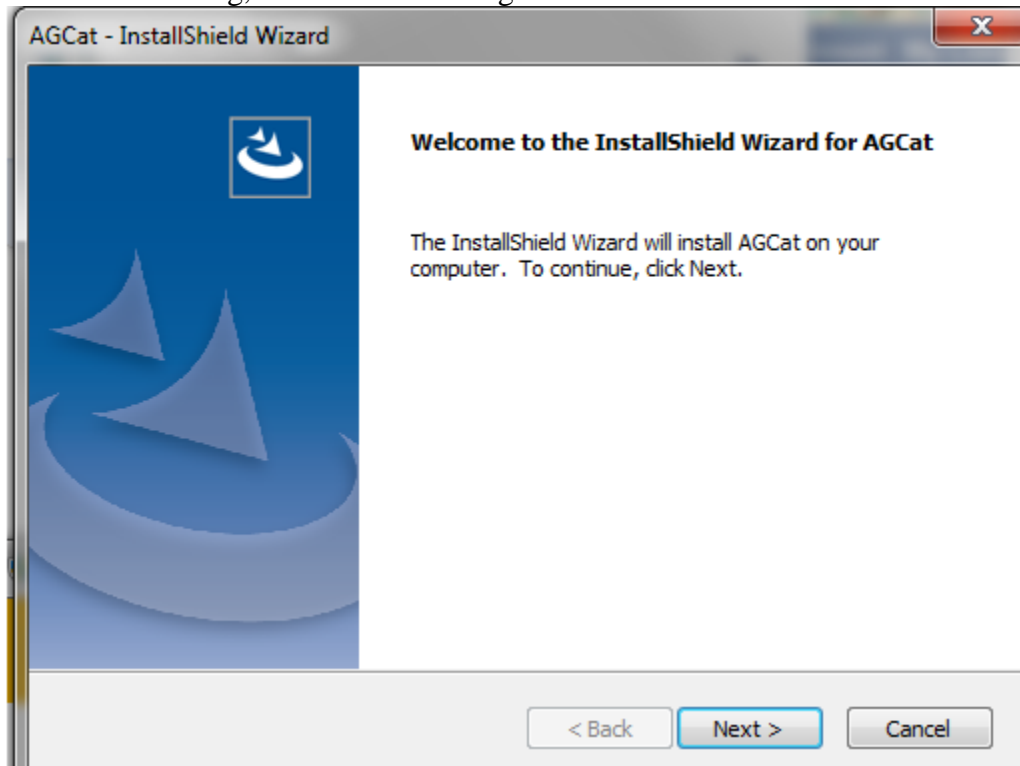 AGCat - InstallShield Wizard
Welcome to the InstallShield Wizard for AGCat
The InstallShield Wizard will install AGCat on your
computer.  To continue, click Next.
< Back
Next >
Cancel